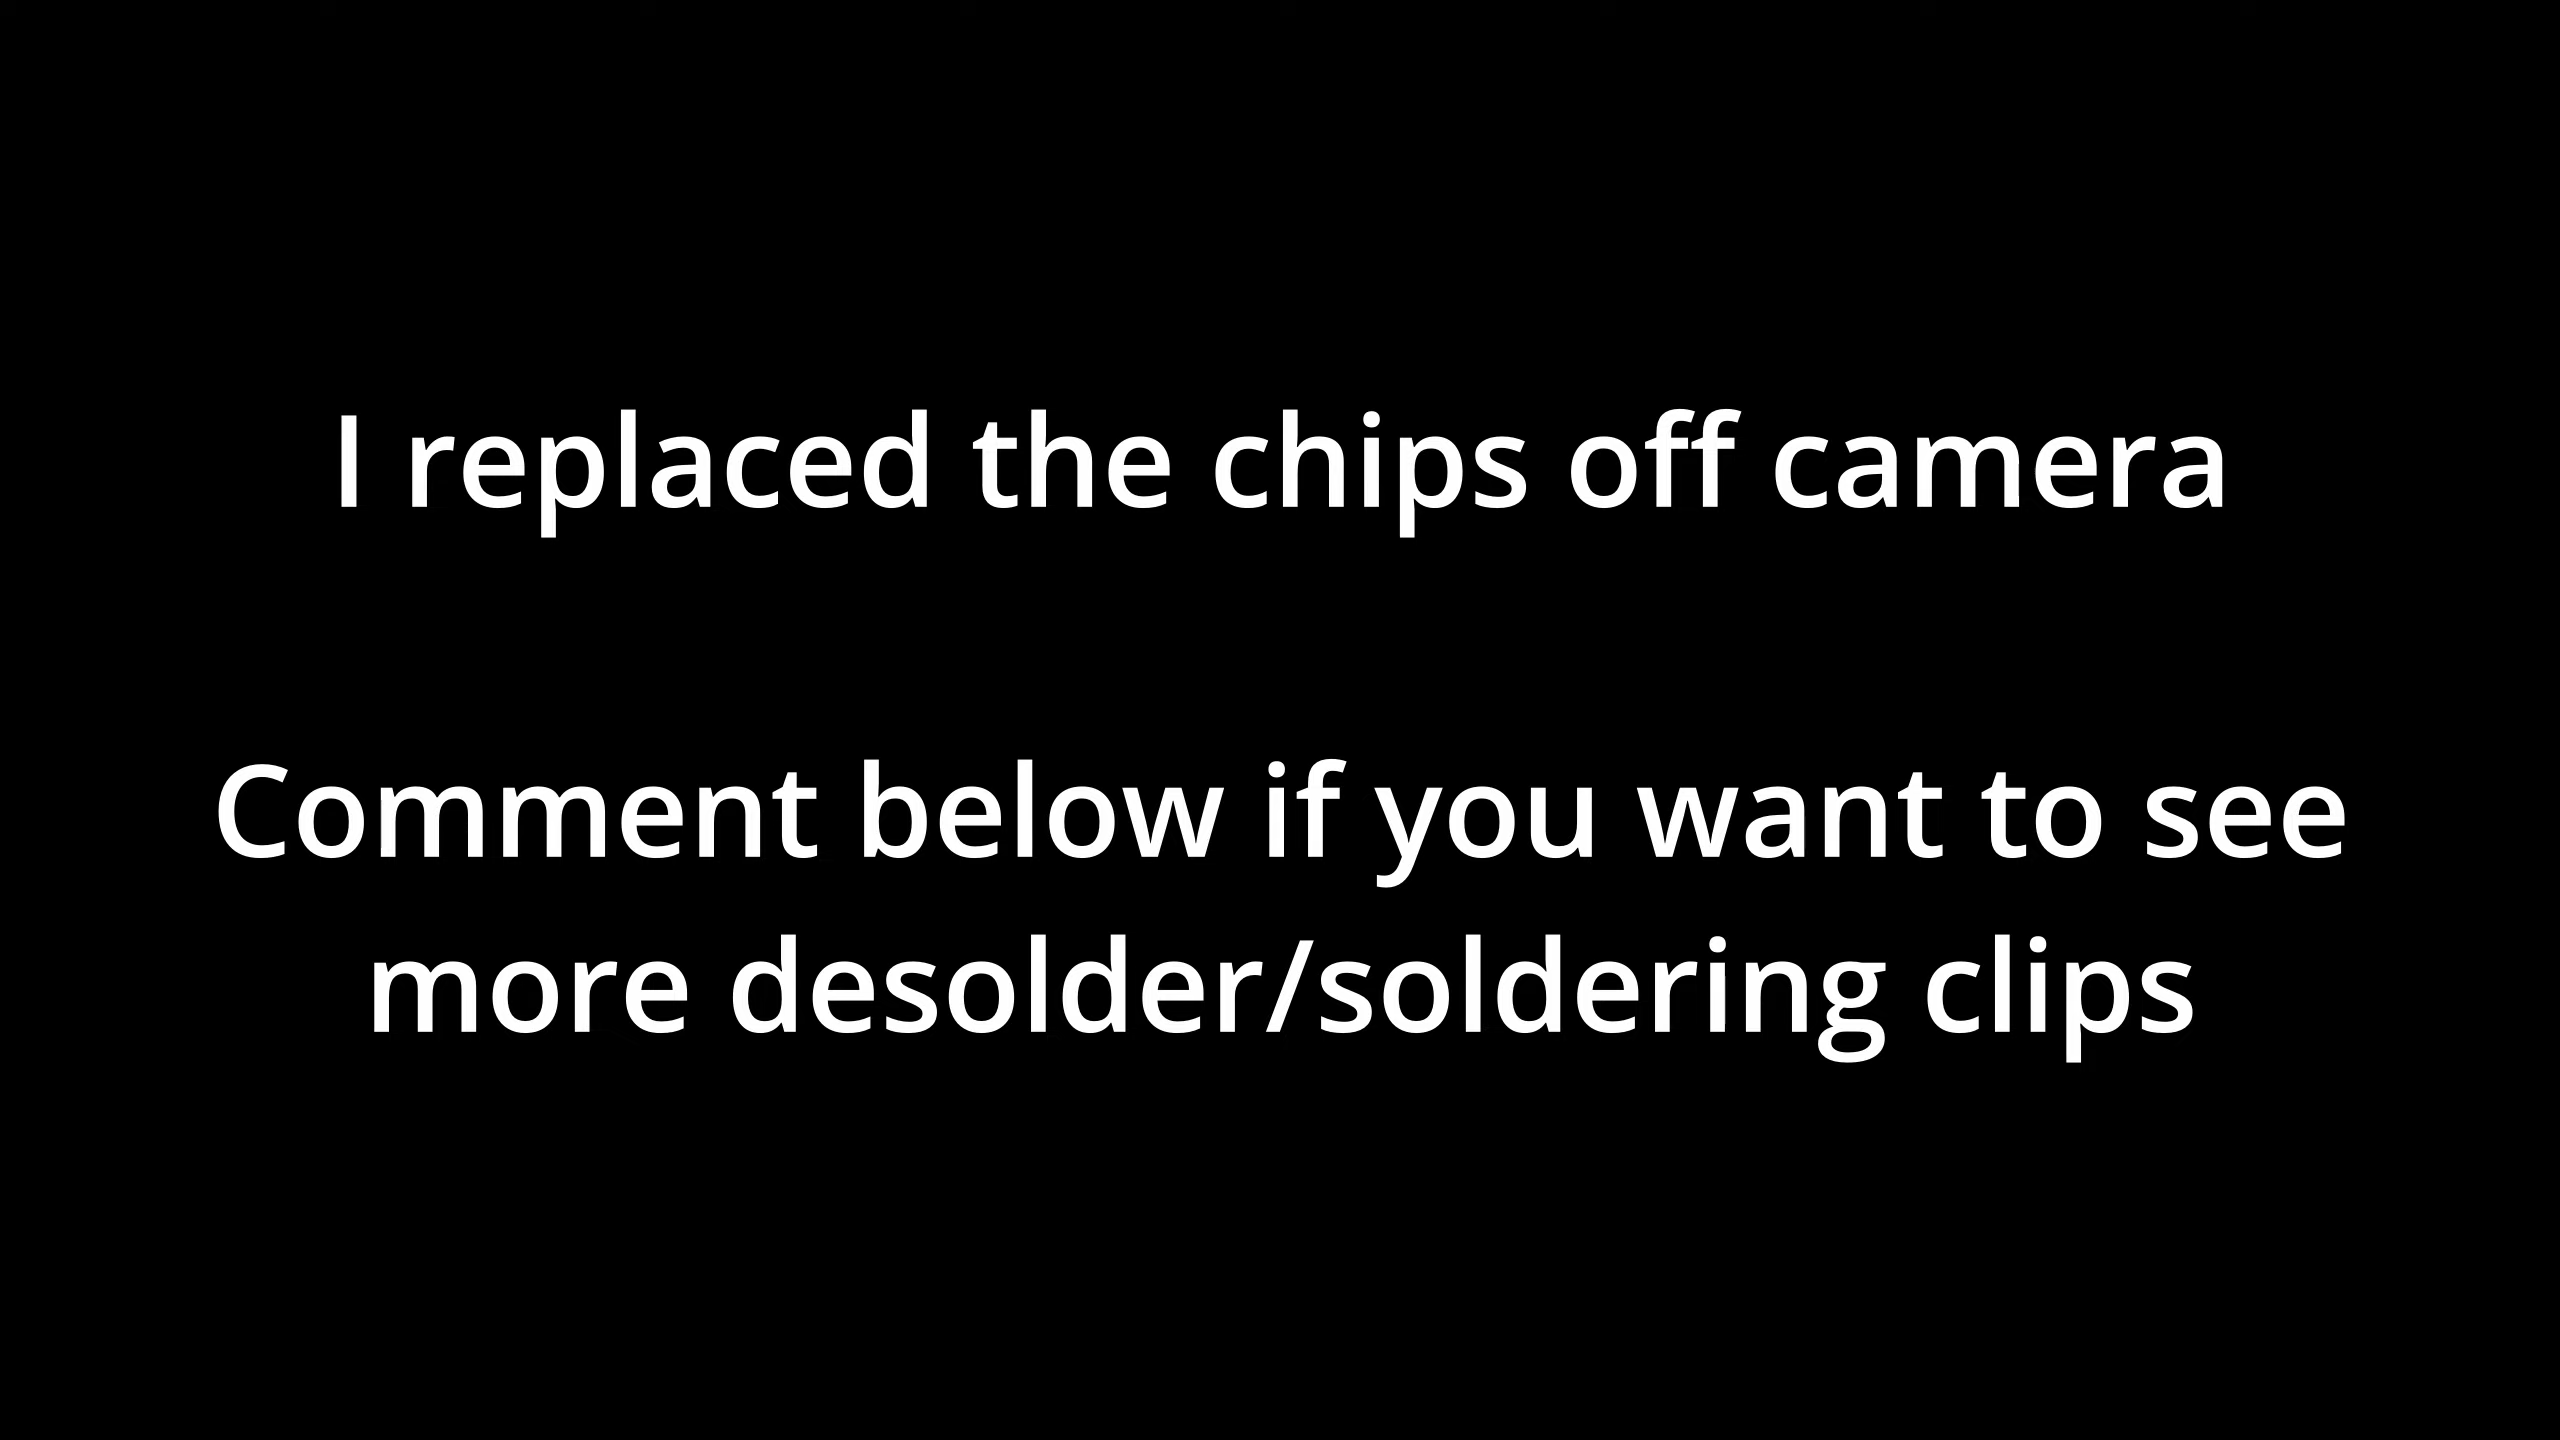 I replaced the chips off camera
Comment below if you want to see
more desolder/soldering clips